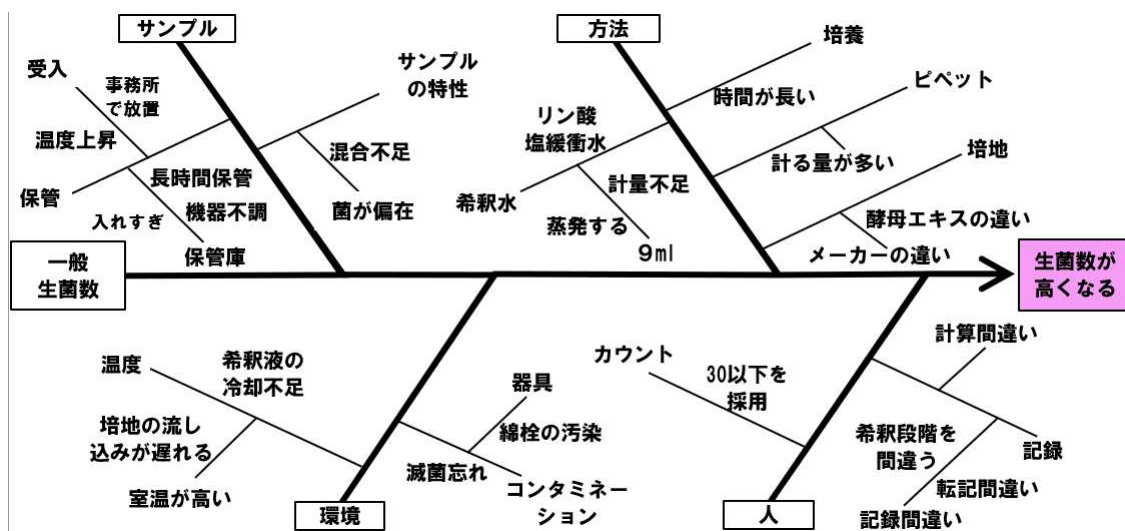 サンプル
方法
受入
事務所
で放置
温度上昇
保管
長時間保管
機器不調
入れすぎ
保管庫
サンプル
の特性
混合不足
菌が偏在
培養
時間が長い
リン酸
塩緩衝水
希釈水
計量不足
蒸発する
9ml
ピペット
計る量が多い
培地
酵母エキスの違い
メーカーの違い
一般
生菌数
生菌数が
高くなる
温度
希釈液の
冷却不足
培地の流し
込みが遅れる
室温が高い
器具
綿栓の汚染
滅菌忘れ
コンタミネー
ション
カウント
30以下を
採用
計算間違い
希釈段階を
間違う
記録
転記間違い
記録間違い
環境
人